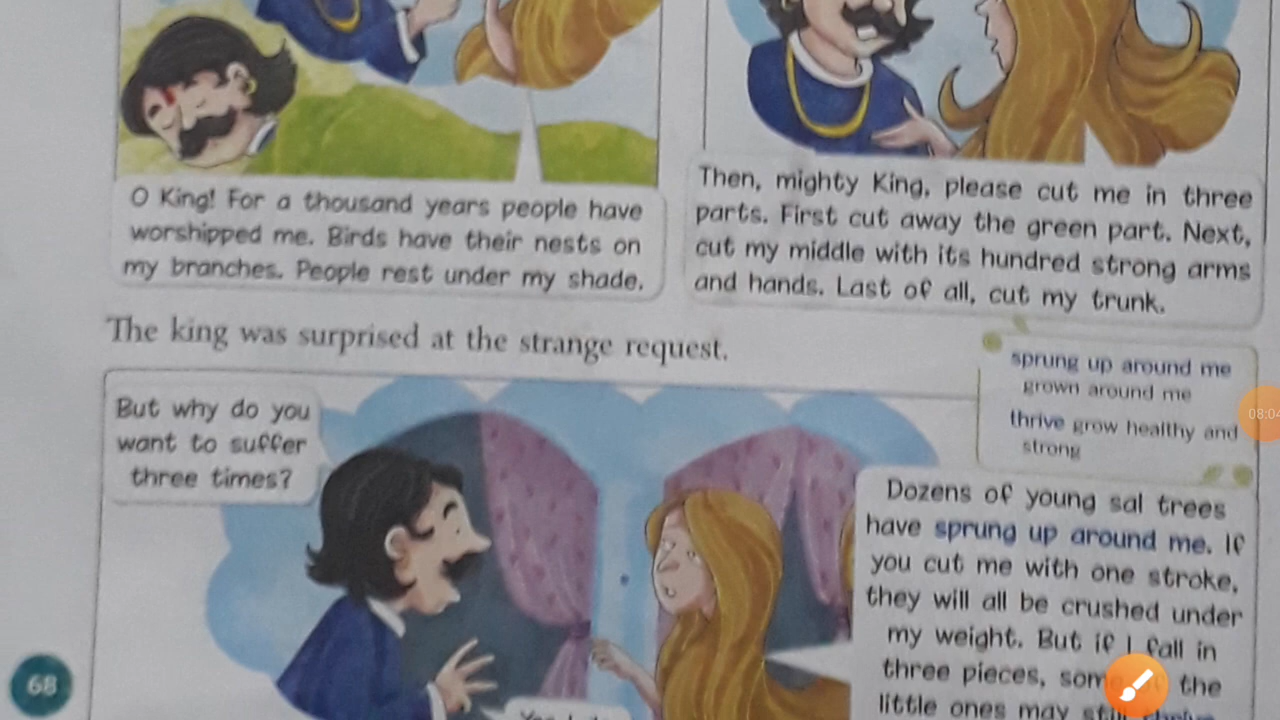 O King! For a thousand years people have
worshipped me. Birds have their nests on
my branches. People rest under my shade.
Then, mighty King, please cut me in three
parts. First cut away the green part. Next,
cut my middle with its hundred strong arms
and hands. Last of all, cut my trunk.
The king was surprised at the strange request.
sprung up around me
grown around me
thrive grow healthy and
strong
But why do you
want to suffer
three times?
Dozens of young sal trees
have sprung up around me. If
you cut me with one stroke,
they will all be crushed under
my weight. But if I fall in
three pieces, the
little ones may
68
08:04